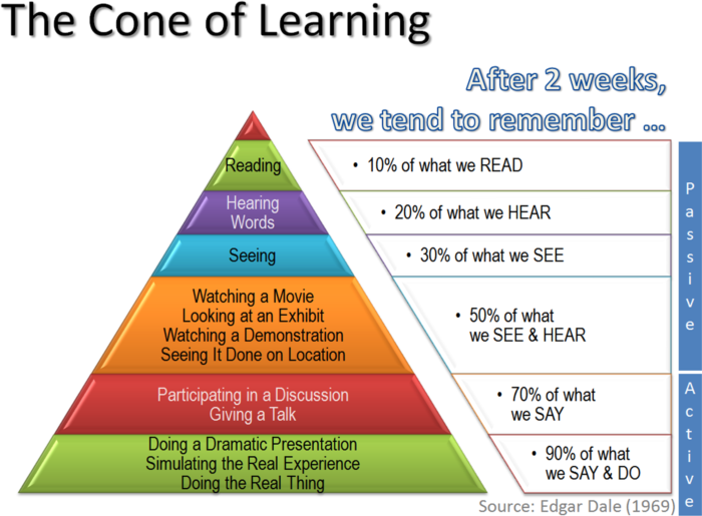 The Cone of Learning
After 2 weeks,
we tend to remember ...
Reading
• 10% of what we READ
Hearing
Words
• 20% of what we HEAR
Seeing
• 30% of what we SEE
Watching a Movie
Looking at an Exhibit
Watching a Demonstration
Seeing It Done on Location
• 50% of what
we SEE & HEAR
Passive
Participating in a Discussion
Giving a Talk
• 70% of what
we SAY
Doing a Dramatic Presentation
Simulating the Real Experience
Doing the Real Thing
• 90% of what
we SAY & DO
Active
Source: Edgar Dale (1969)